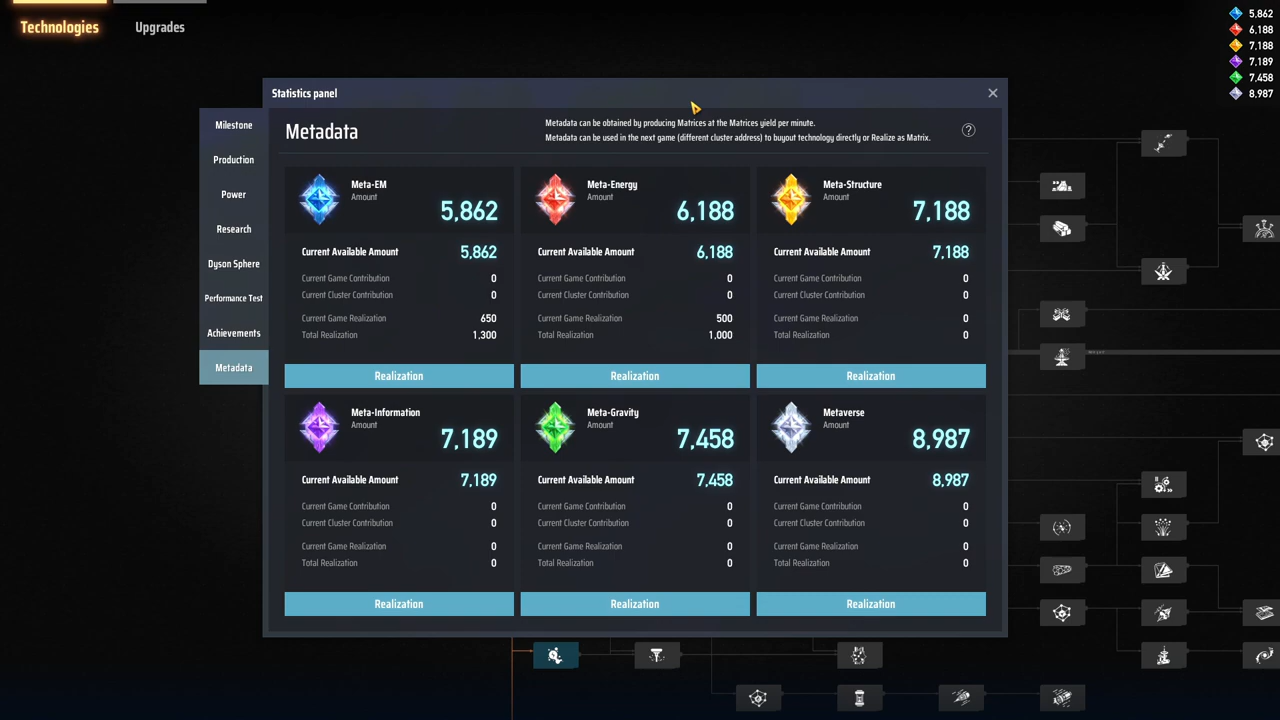 Technologies
Upgrades
5,862
6,188
7,188
7,189
7,458
8,987
Statistics panel
Milestone
Production
Power
Research
Dyson Sphere
Performance Test
Achievements
Metadata
Metadata
Metadata can be obtained by producing Matrices at the Matrices yield per minute.
Metadata can be used in the next game (different cluster address) to buyout technology directly or Realize as Matrix.
?
Meta-EM
Amount
5,862
Current Available Amount 5,862
Current Game Contribution 0
Current Cluster Contribution 0
Current Game Realization 650
Total Realization 1,300
Realization
Meta-Energy
Amount
6,188
Current Available Amount 6,188
Current Game Contribution 0
Current Cluster Contribution 0
Current Game Realization 500
Total Realization 1,000
Realization
Meta-Structure
Amount
7,188
Current Available Amount 7,188
Current Game Contribution 0
Current Cluster Contribution 0
Current Game Realization 0
Total Realization 0
Realization
Meta-Information
Amount
7,189
Current Available Amount 7,189
Current Game Contribution 0
Current Cluster Contribution 0
Current Game Realization 0
Total Realization 0
Realization
Meta-Gravity
Amount
7,458
Current Available Amount 7,458
Current Game Contribution 0
Current Cluster Contribution 0
Current Game Realization 0
Total Realization 0
Realization
Metaverse
Amount
8,987
Current Available Amount 8,987
Current Game Contribution 0
Current Cluster Contribution 0
Current Game Realization 0
Total Realization 0
Realization